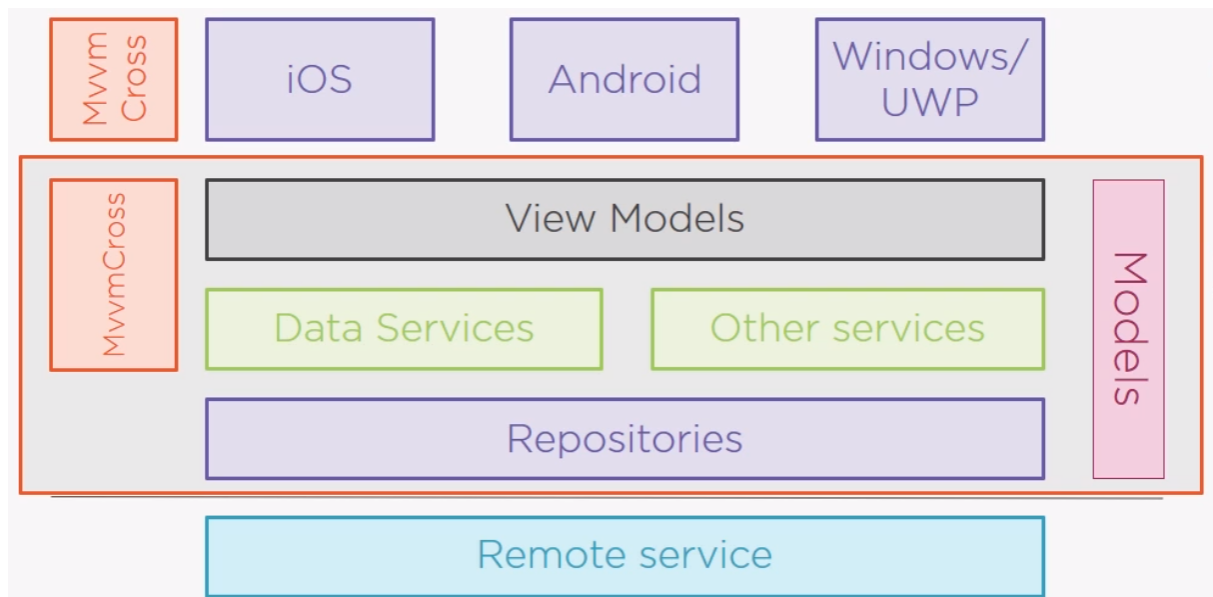 Mvvm
Cross
iOS
Android
Windows/
UWP
MvvmCross
View Models
Models
Data Services
Other services
Repositories
Remote service